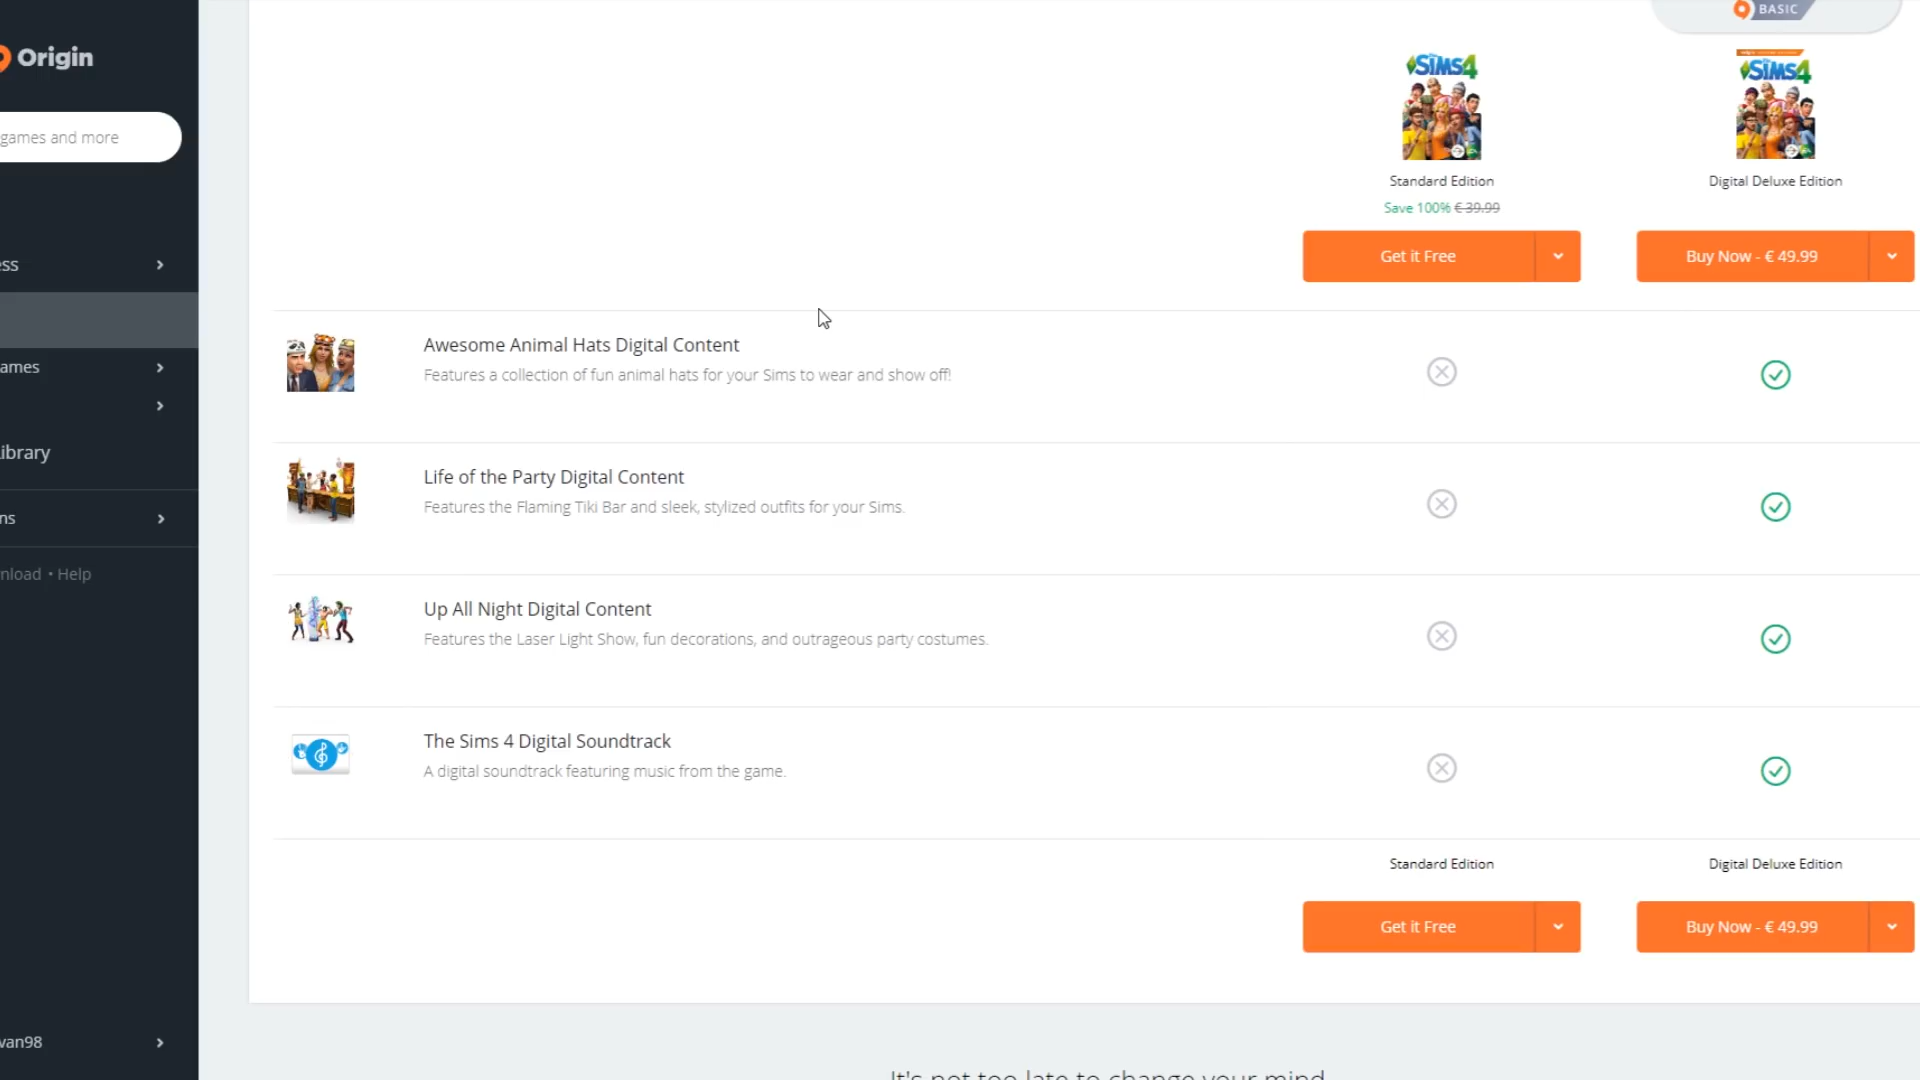 BASIC
Origin
games and more
ess
ames
ibrary
ns
nload • Help
van98
SIMS4
SIMS4
Standard Edition
Digital Deluxe Edition
Save 100% € 39.99
Get it Free
Buy Now - € 49.99
Awesome Animal Hats Digital Content
Features a collection of fun animal hats for your Sims to wear and show off!
Life of the Party Digital Content
Features the Flaming Tiki Bar and sleek, stylized outfits for your Sims.
Up All Night Digital Content
Features the Laser Light Show, fun decorations, and outrageous party costumes.
The Sims 4 Digital Soundtrack
A digital soundtrack featuring music from the game.
Standard Edition
Digital Deluxe Edition
Get it Free
Buy Now - € 49.99
It's not too late to change your mind